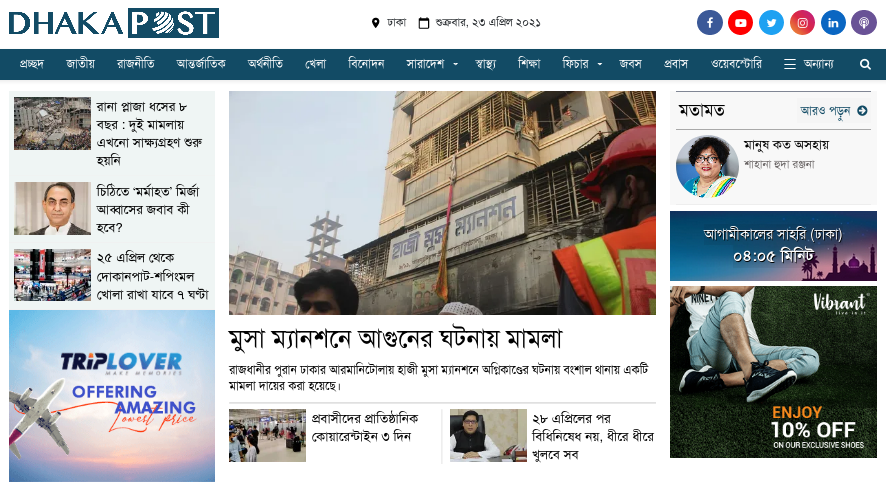 DHAKA POST
ঢাকা
শুক্রবার, ২৩ এপ্রিল ২০২১
প্রচ্ছদ জাতীয় রাজনীতি আন্তর্জাতিক অর্থনীতি খেলা বিনোদন সারাদেশ স্বাস্থ্য শিক্ষা ফিচার জবস প্রবাস ওয়েবস্টোরি অন্যান্য
রানা প্লাজা ধসের ৮
বছর : দুই মামলায়
এখনো সাক্ষ্যগ্রহণ শুরু
হয়নি
চিঠিতে ‘মর্মাহত’ মির্জা
আব্বাসের জবাব কী
হবে?
২৫ এপ্রিল থেকে
দোকানপাট-শপিংমল
খোলা রাখা যাবে ৭ ঘণ্টা
TRIPLOVER
MAKE MEMORIES
OFFERING
AMAZING
Lowest price
হাজী মুসা ম্যানশন
মুসা ম্যানশনে আগুনের ঘটনায় মামলা
রাজধানীর পুরান ঢাকার আরমানিটোলায় হাজী মুসা ম্যানশনে অগ্নিকাণ্ডের ঘটনায় বংশাল থানায় একটি
মামলা দায়ের করা হয়েছে।
প্রবাসীদের প্রাতিষ্ঠানিক
কোয়ারেন্টাইন ৩ দিন
২৮ এপ্রিলের পর
বিধিনিষেধ নয়, ধীরে ধীরে
খুলবে সব
মতামত
আরও পড়ুন
মানুষ কত অসহায়
শাহানা হুদা রঞ্জনা
আগামীকালের সাহরি (ঢাকা)
০৪:০৫ মিনিট
Vibrant
live in it
ENJOY
10% OFF
ON OUR EXCLUSIVE SHOES